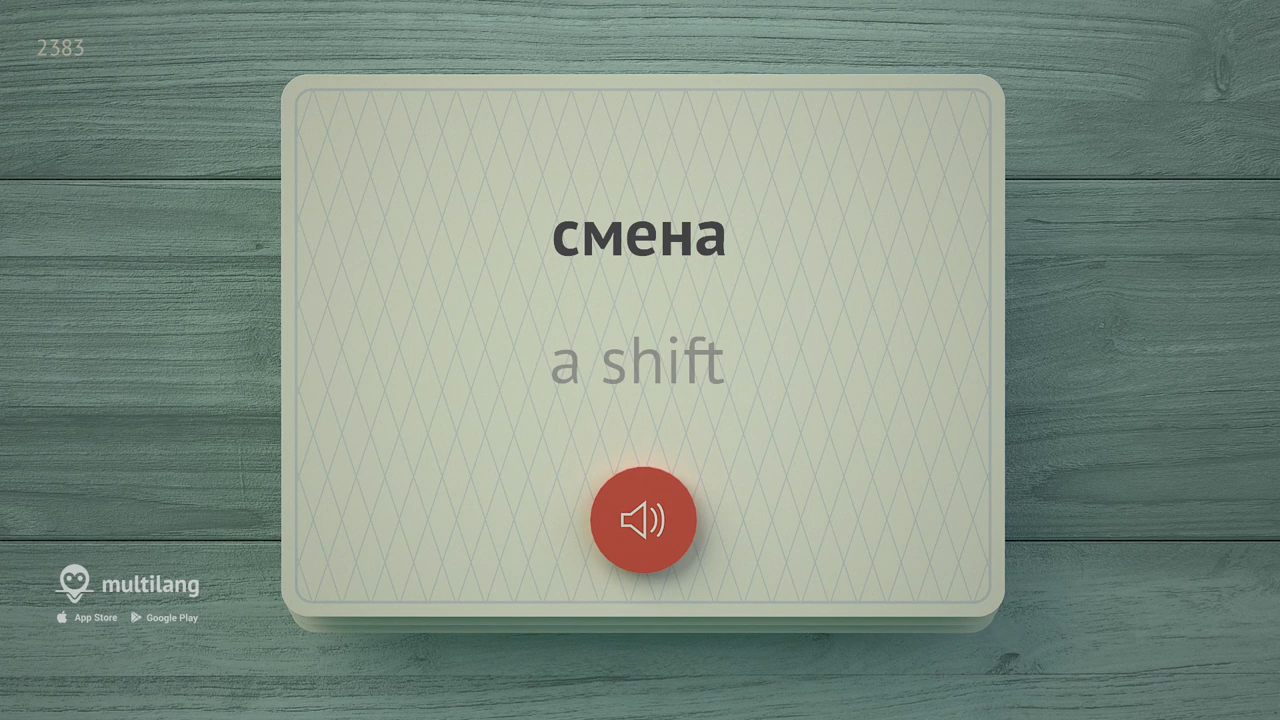 2383
смена
a shift
multilang
App Store Google Play